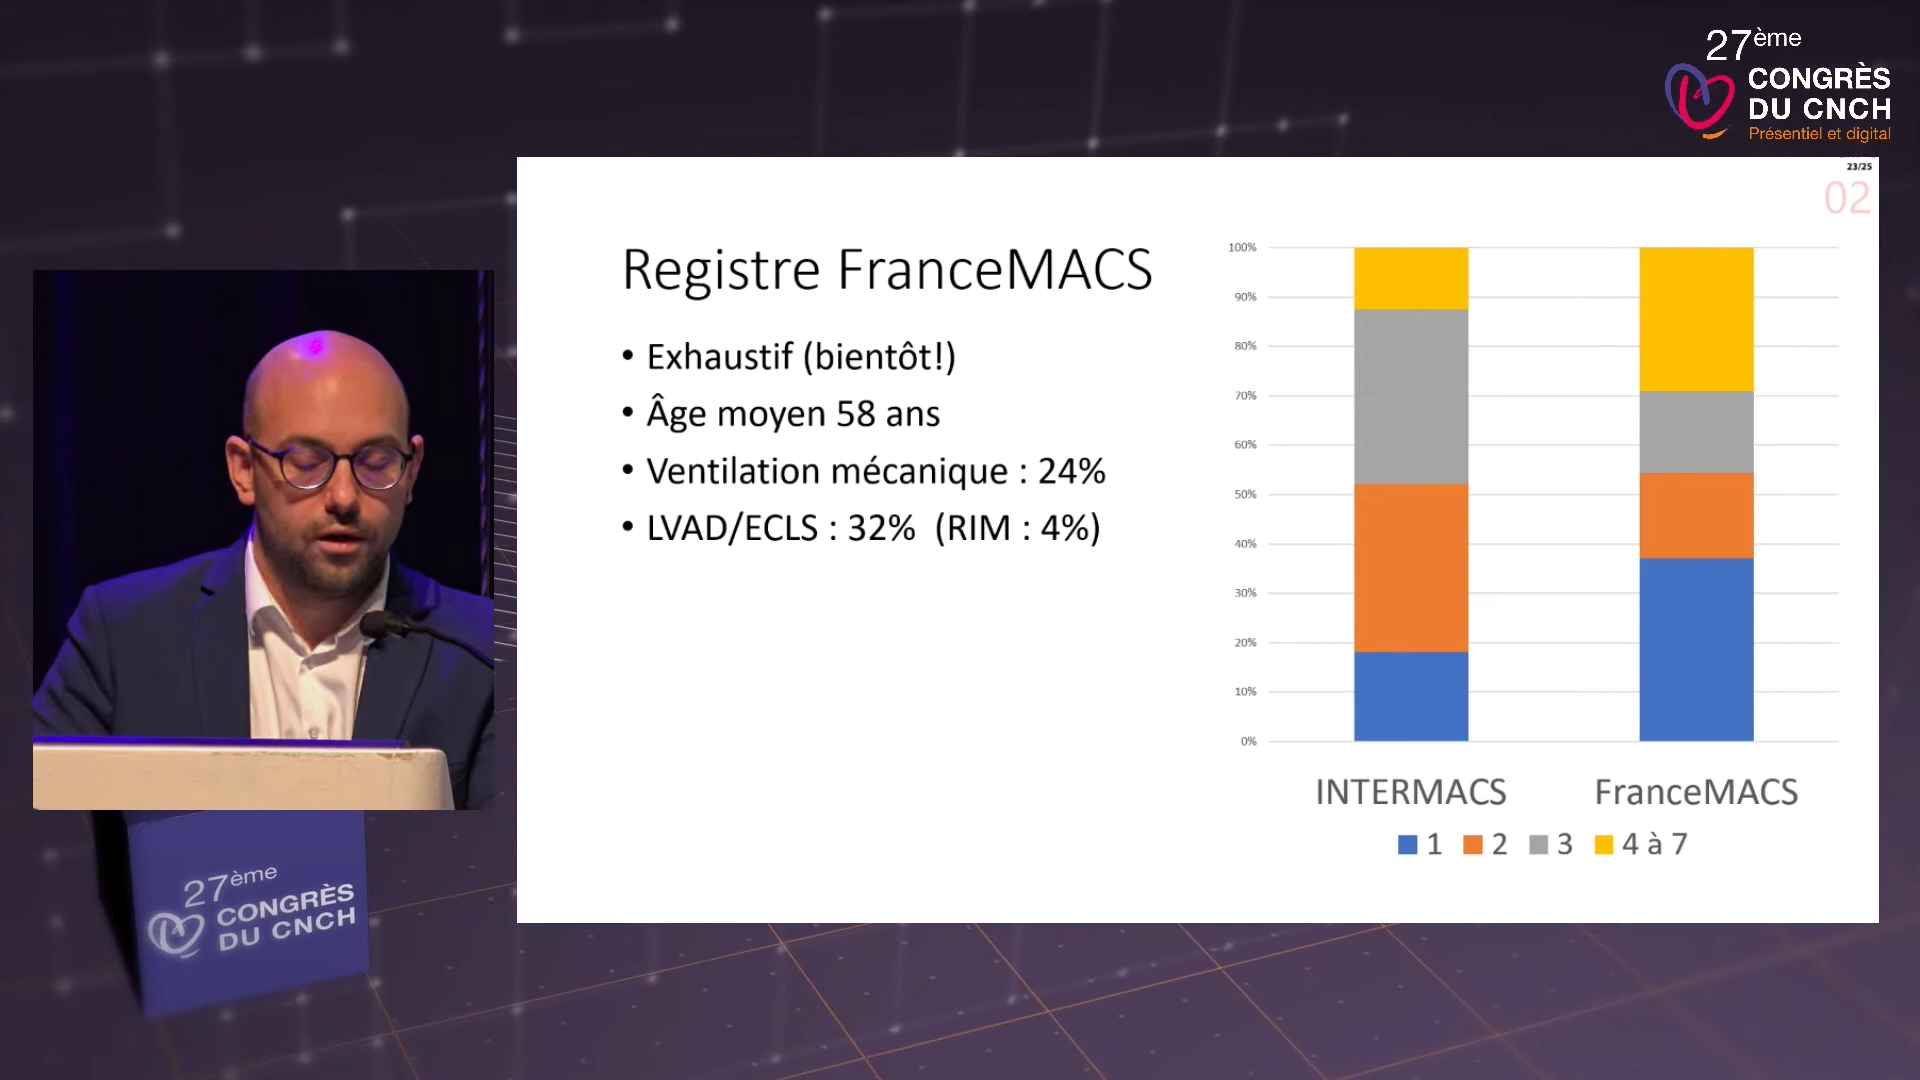 27ème
CONGRÈS
DU CNCH
Présentiel et digital
23/25
02
Registre FranceMACS
• Exhaustif (bientôt!)
• Âge moyen 58 ans
• Ventilation mécanique : 24%
• LVAD/ECLS : 32% (RIM : 4%)
100%
90%
80%
70%
60%
50%
40%
30%
20%
10%
0%
INTERMACS FranceMACS
1 2 3 4 à 7
27ème
CONGRÈS
DU CNCH